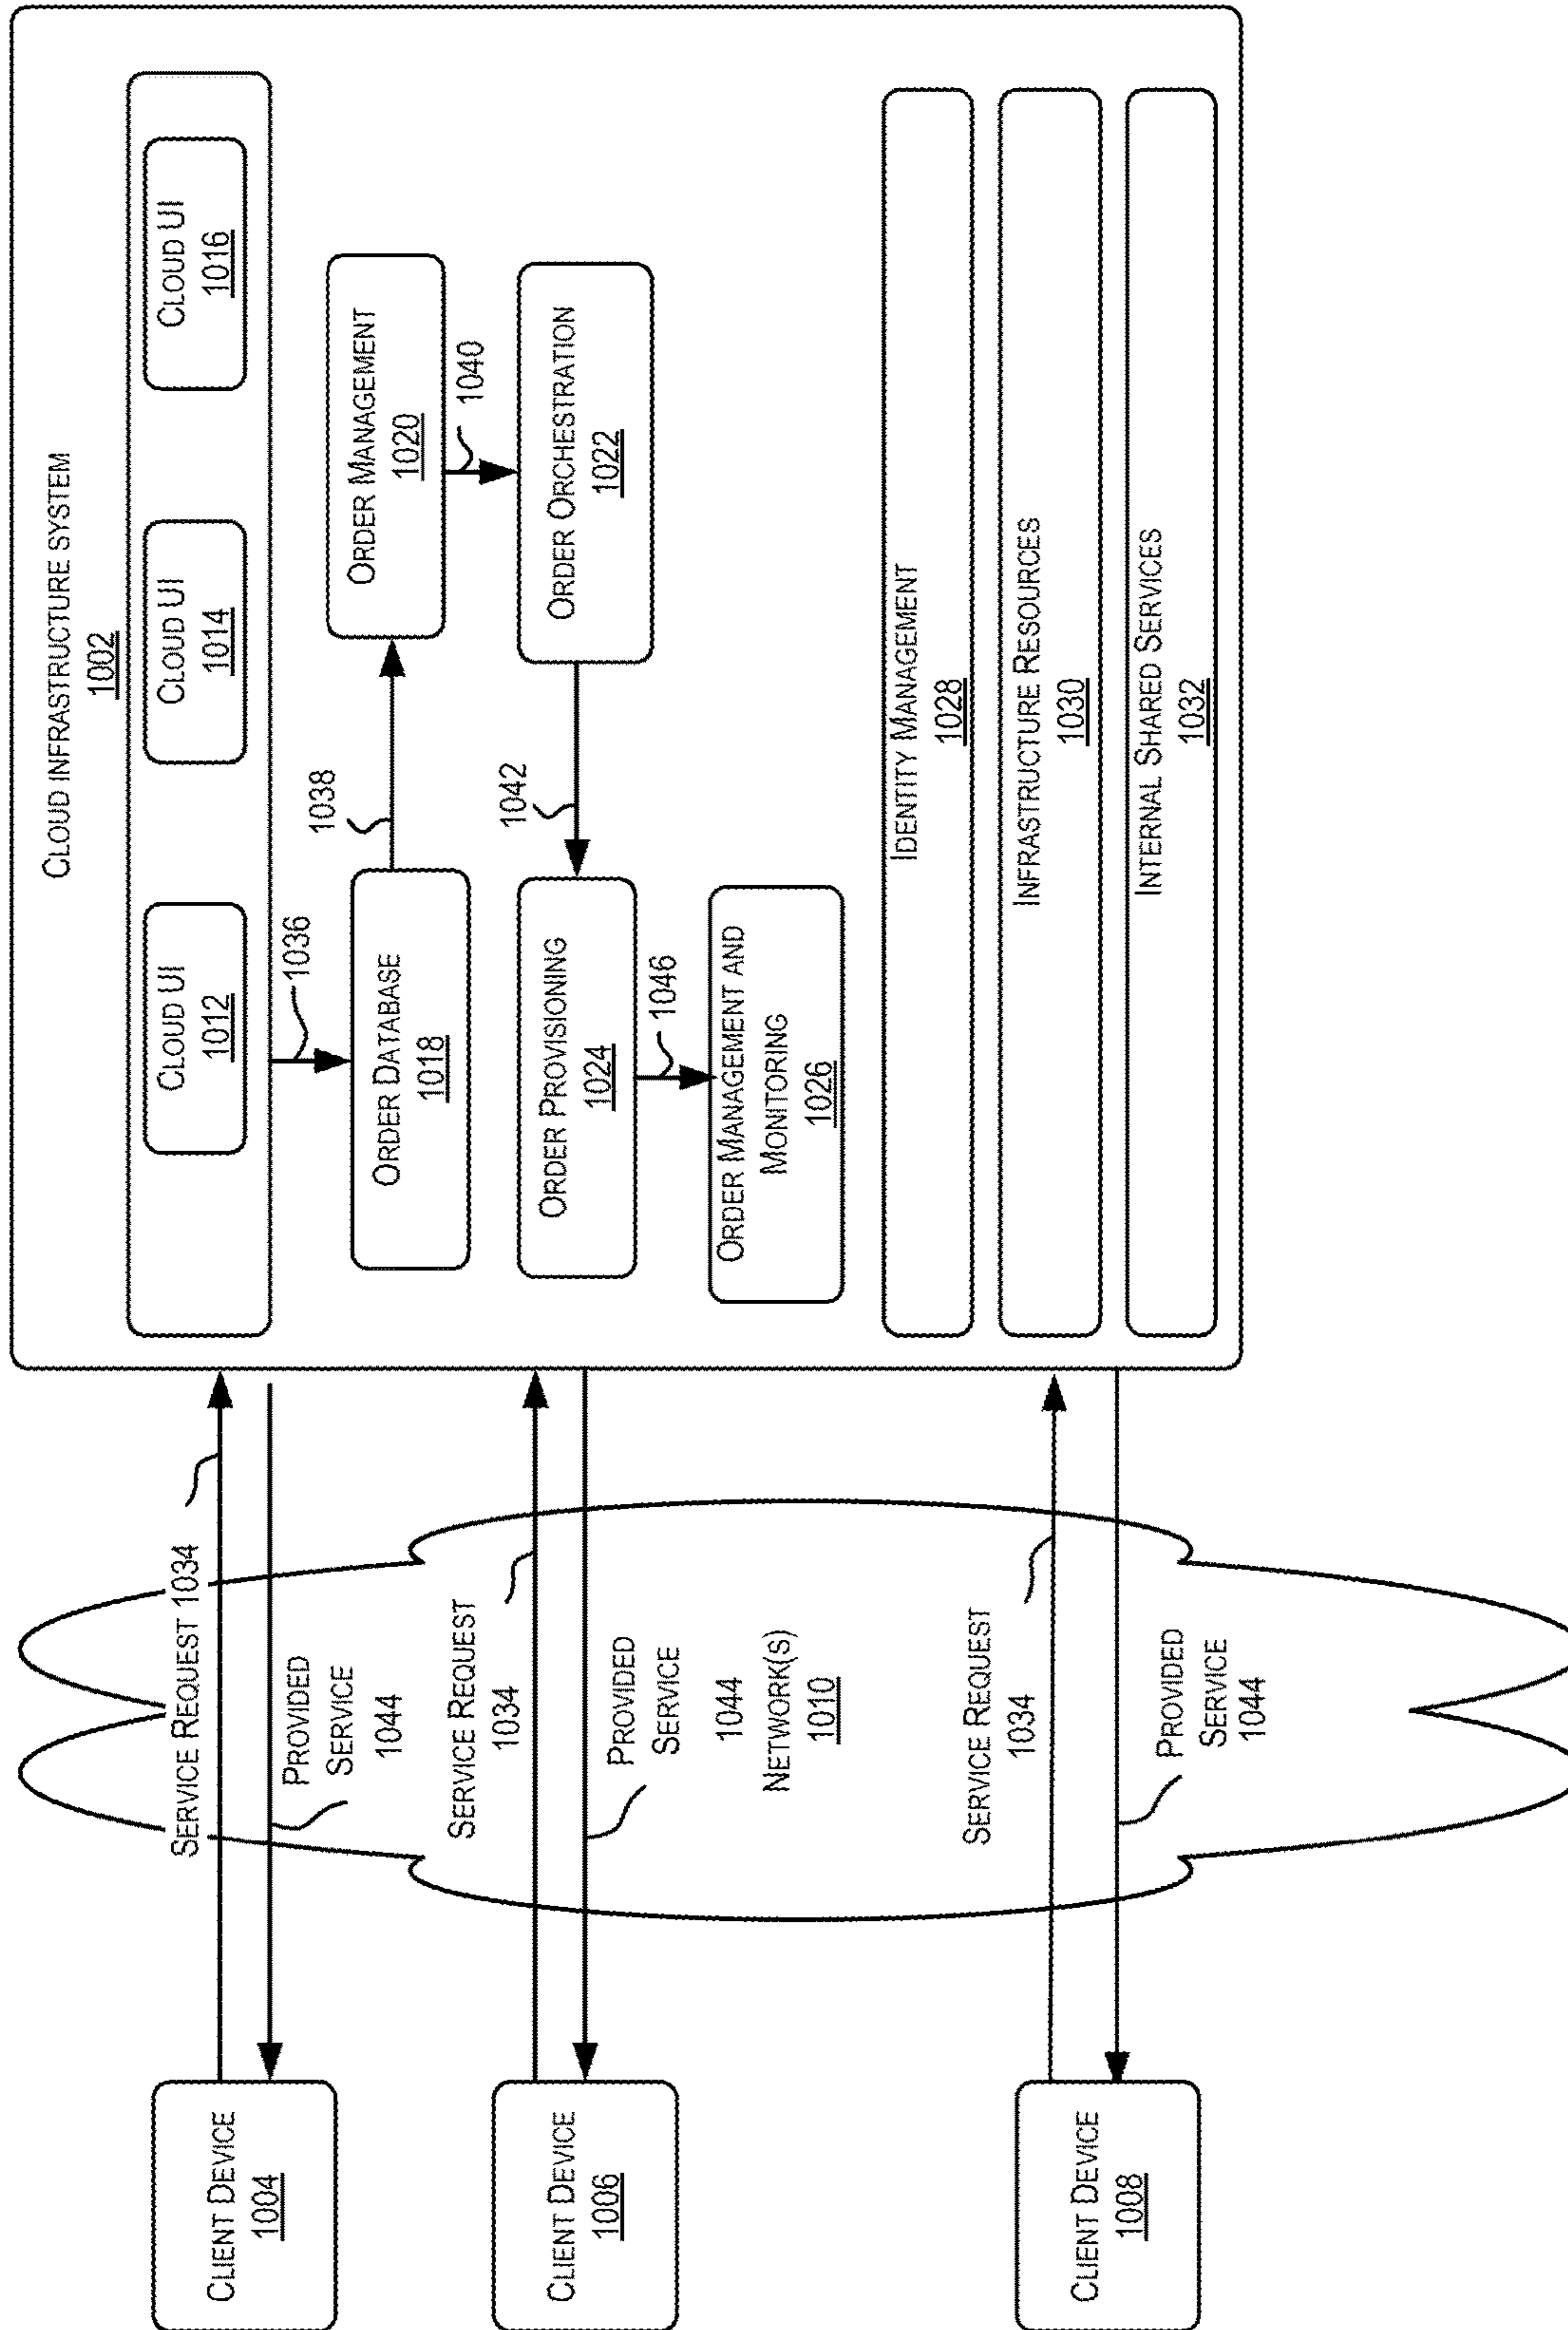 CLOUD INFRASTRUCTURE SYSTEM
1002
CLOUD UI
1012
CLOUD UI
1014
CLOUD UI
1016
1036
ORDER DATABASE
1018
1038
ORDER MANAGEMENT
1020
1040
ORDER ORCHESTRATION
1022
1042
ORDER PROVISIONING
1024
1046
ORDER MANAGEMENT AND
MONITORING
1026
IDENTITY MANAGEMENT
1028
INFRASTRUCTURE RESOURCES
1030
INTERNAL SHARED SERVICES
1032
CLIENT DEVICE
1004
SERVICE REQUEST 1034
PROVIDED
SERVICE
1044
CLIENT DEVICE
1006
SERVICE REQUEST
1034
PROVIDED
SERVICE
1044
NETWORK(S)
1010
CLIENT DEVICE
1008
SERVICE REQUEST
1034
PROVIDED
SERVICE
1044